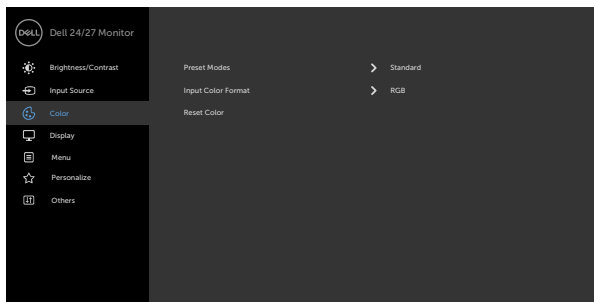 DELL Dell 24/27 Monitor
Brightness/Contrast Preset Modes Standard
Input Source Input Color Format RGB
Color Reset Color
Display
Menu
Personalize
Others